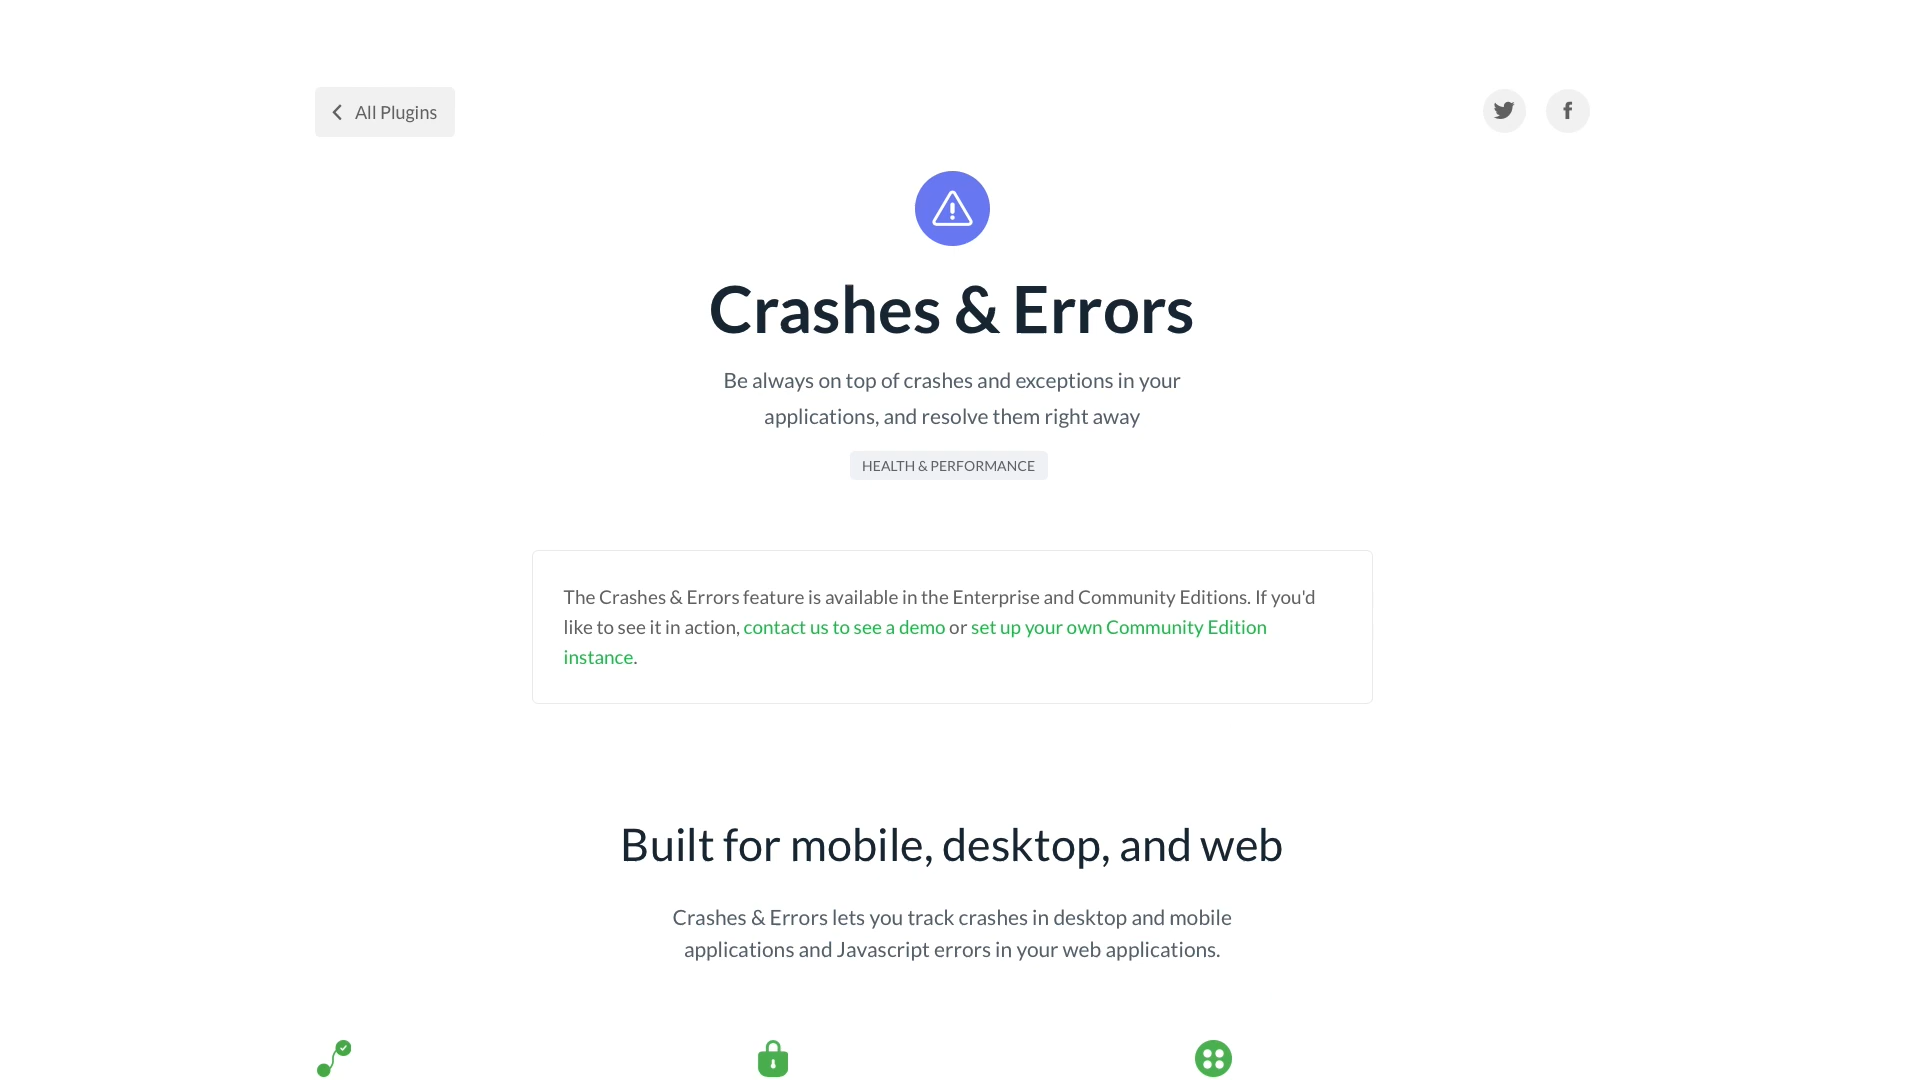 All Plugins
Crashes & Errors
Be always on top of crashes and exceptions in your
applications, and resolve them right away
HEALTH & PERFORMANCE
The Crashes & Errors feature is available in the Enterprise and Community Editions. If you'd
like to see it in action, contact us to see a demo or set up your own Community Edition
instance.
Built for mobile, desktop, and web
Crashes & Errors lets you track crashes in desktop and mobile
applications and Javascript errors in your web applications.